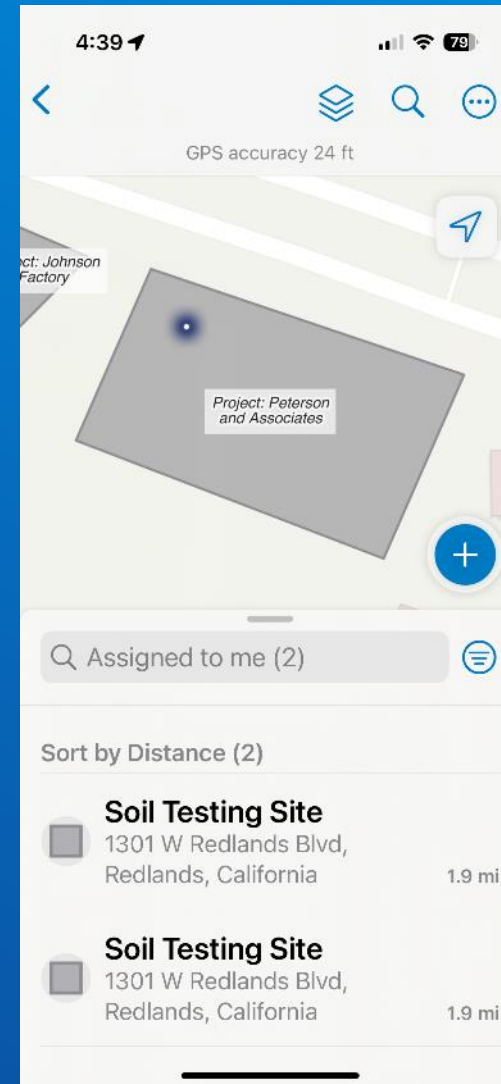 4:39
79
GPS accuracy 24 ft
ct: Johnson
Factory
Project: Peterson
and Associates
Assigned to me (2)
Sort by Distance (2)
Soil Testing Site
1301 W Redlands Blvd,
Redlands, California
1.9 mi
Soil Testing Site
1301 W Redlands Blvd,
Redlands, California
1.9 mi